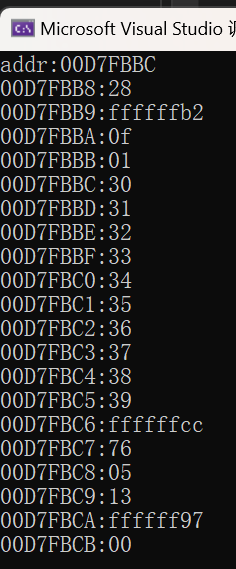 Microsoft Visual Studio 调
addr:00D7FBBC
00D7FBB8:28
00D7FBB9:ffffffb2
00D7FBBA:0f
00D7FBBB:01
00D7FBBC:30
00D7FBBD:31
00D7FBBE:32
00D7FBBF:33
00D7FBC0:34
00D7FBC1:35
00D7FBC2:36
00D7FBC3:37
00D7FBC4:38
00D7FBC5:39
00D7FBC6:ffffffcc
00D7FBC7:76
00D7FBC8:05
00D7FBC9:13
00D7FBCA:ffffff97
00D7FBCB:00